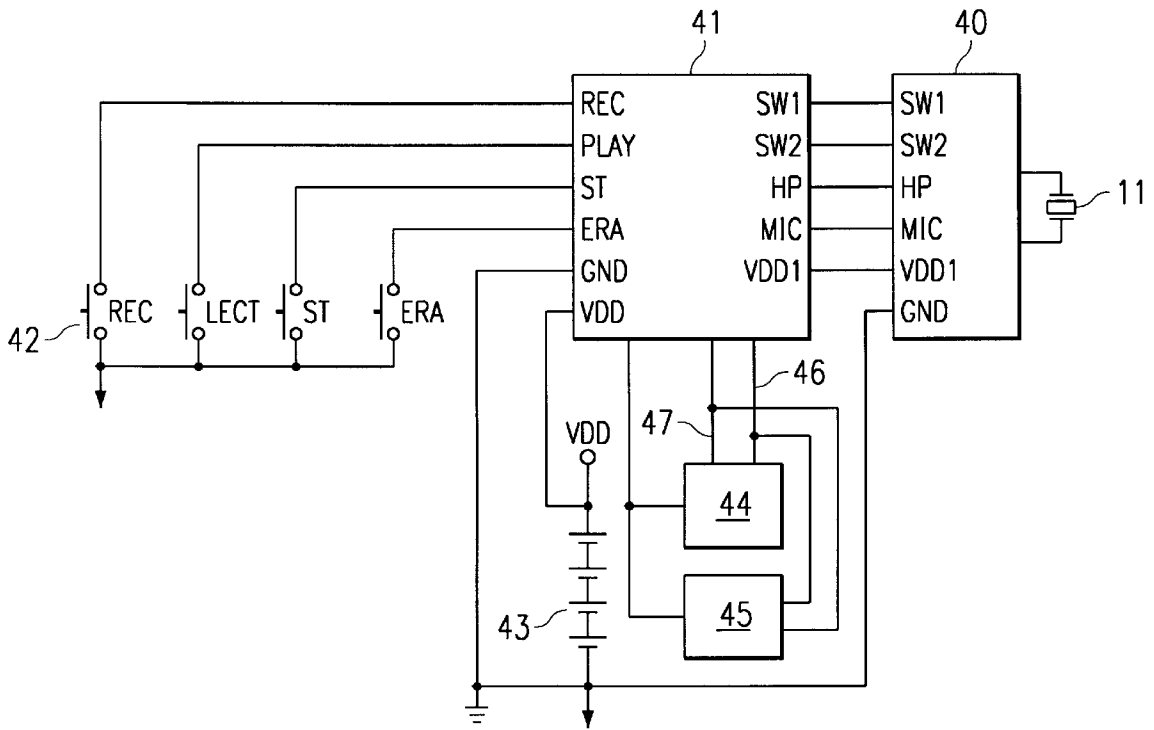 41
40
REC
SW1
SW1
PLAY
SW2
SW2
ST
HP
HP
11
ERA
MIC
MIC
GND
VDD1
VDD1
VDD
GND
REC
LECT
ST
ERA
42
46
47
VDD
44
45
43